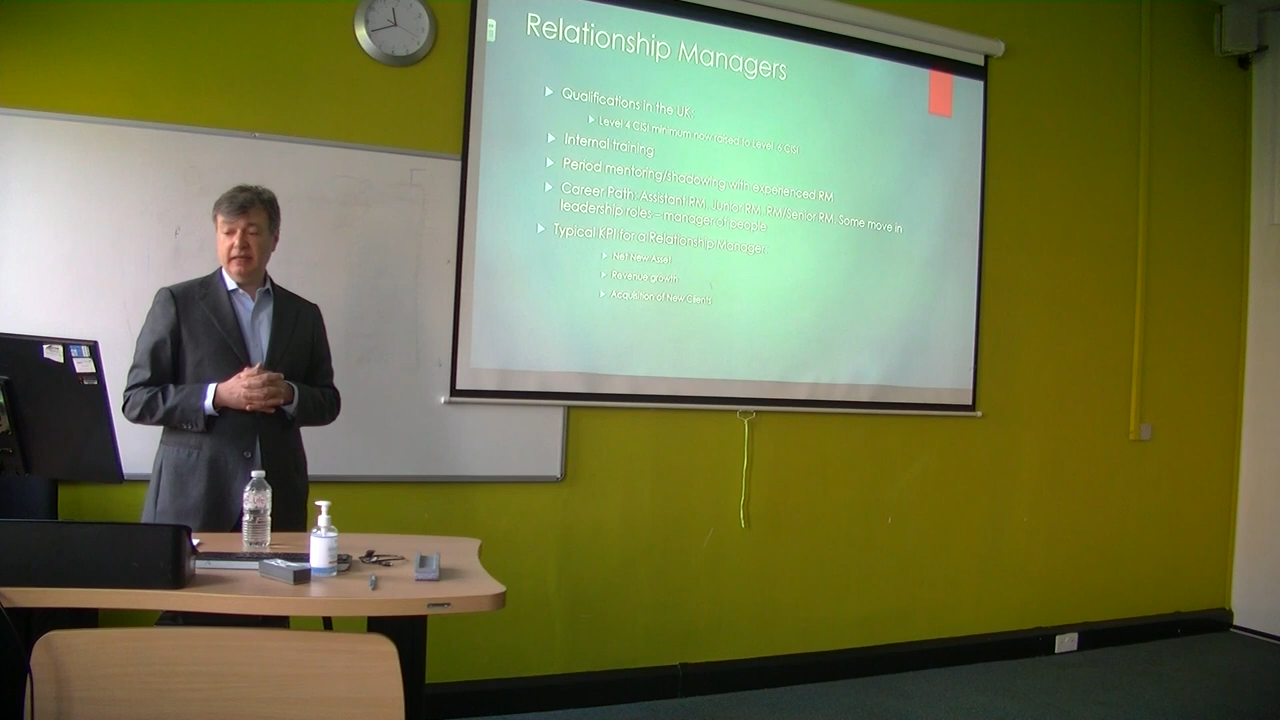 Relationship Managers
Qualifications in the UK:
Level 4 CISI minimum now raised to Level 6 CISI
Internal training
Period mentoring/shadowing with experienced RM
Career Path: Assistant RM, Junior RM, RM/Senior RM. Some move in
leadership roles – manager of people
Typical KPI for a Relationship Manager:
Net New Asset
Revenue growth
Acquisition of New Clients